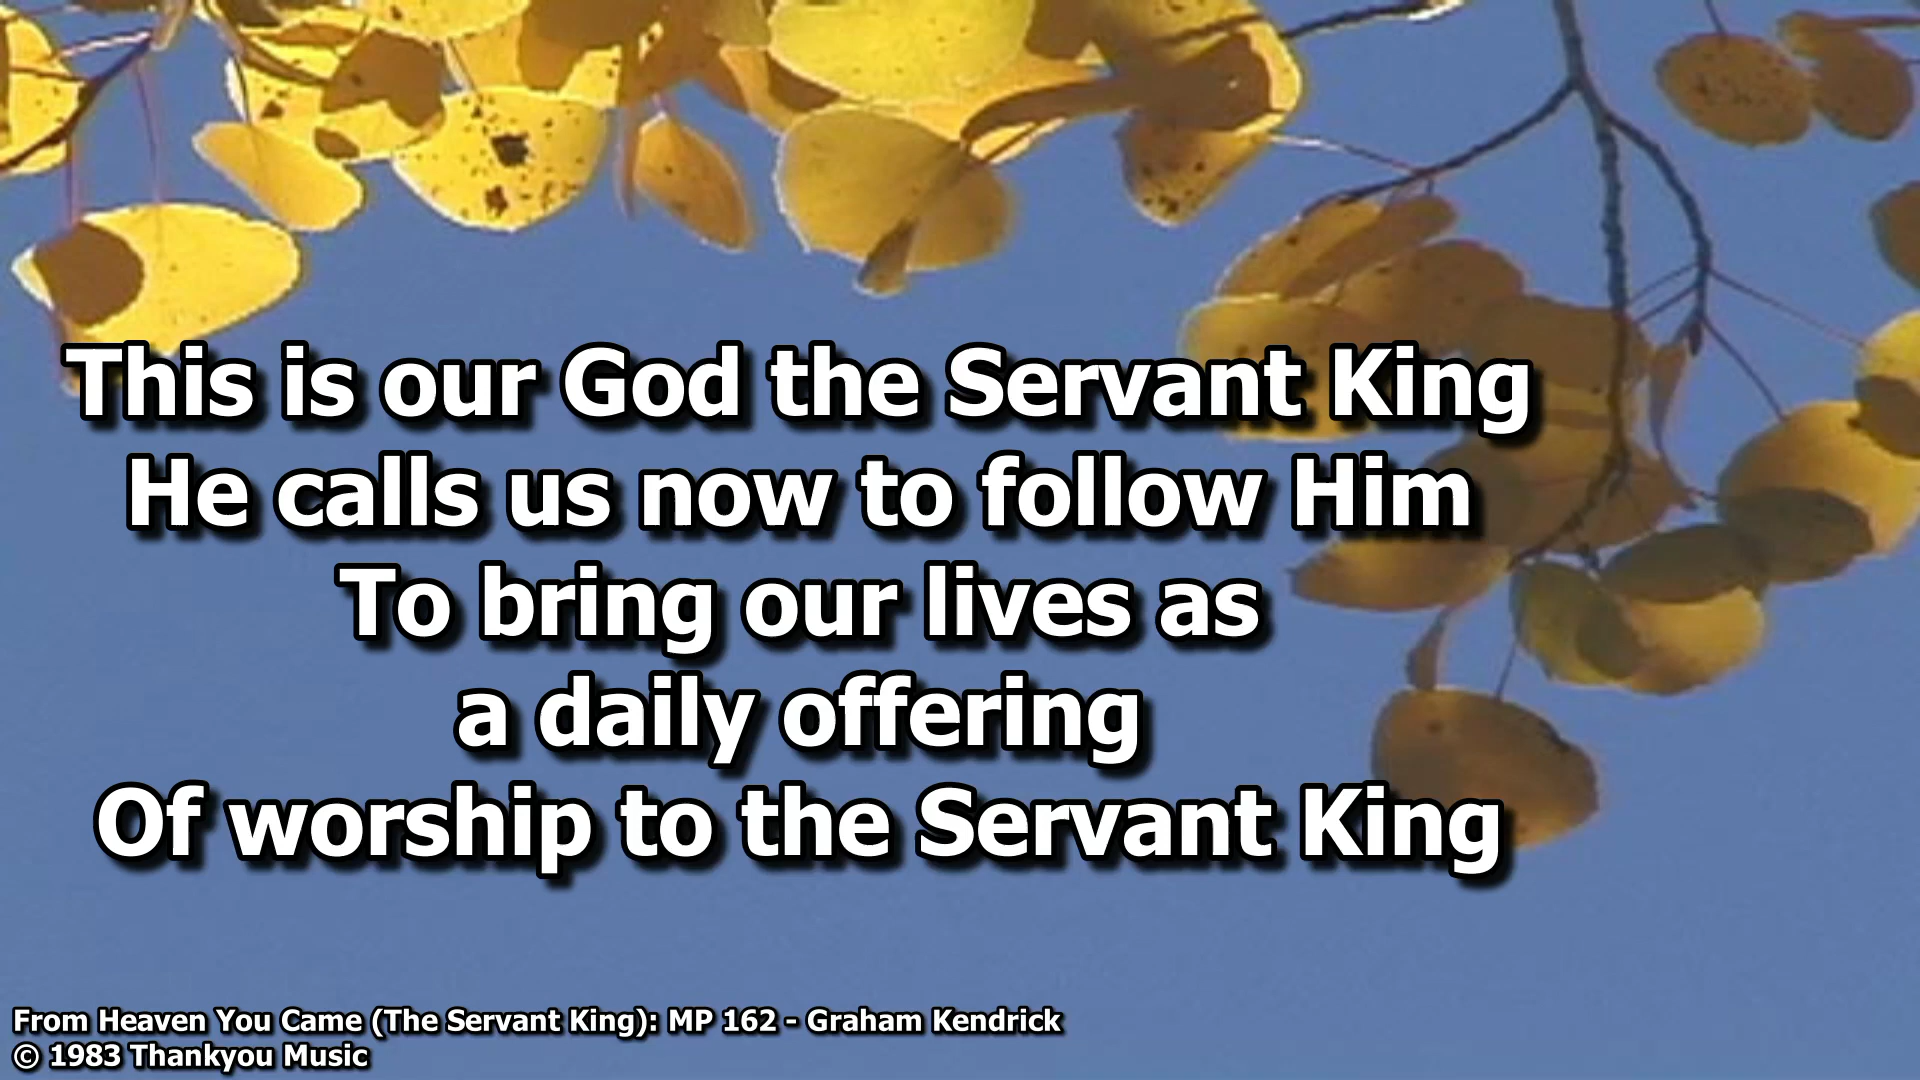 This is our God the Servant King
He calls us now to follow Him
To bring our lives as
a daily offering
Of worship to the Servant King
From Heaven You Came (The Servant King): MP 162 - Graham Kendrick
© 1983 Thankyou Music